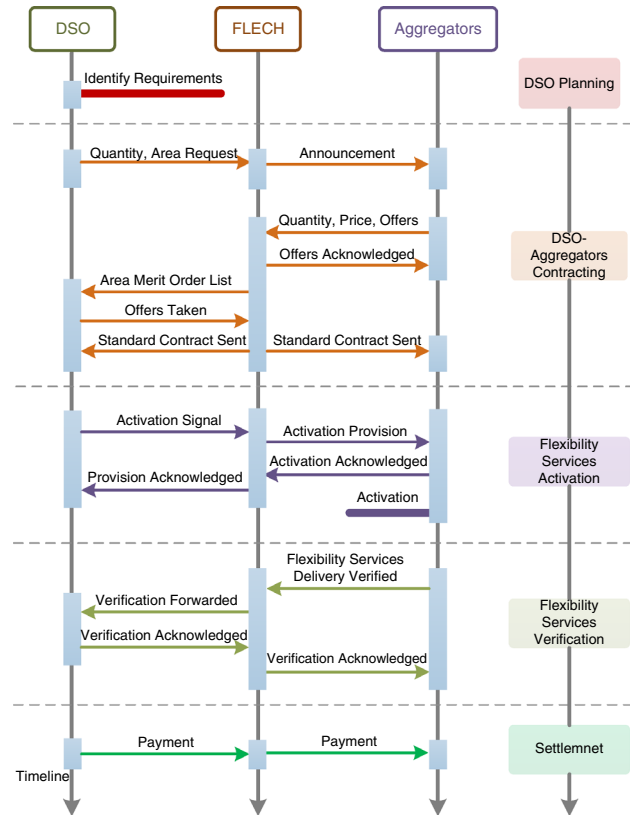 DSO
FLECH
Aggregators
Identify Requirements
DSO Planning
Quantity, Area Request
Announcement
Quantity, Price, Offers
Offers Acknowledged
DSO-
Aggregators
Contracting
Area Merit Order List
Offers Taken
Standard Contract Sent
Standard Contract Sent
Activation Signal
Activation Provision
Activation Acknowledged
Provision Acknowledged
Activation
Flexibility
Services
Activation
Flexibility Services
Delivery Verified
Verification Forwarded
Verification Acknowledged
Verification Acknowledged
Flexibility
Services
Verification
Payment
Payment
Settlemnet
Timeline